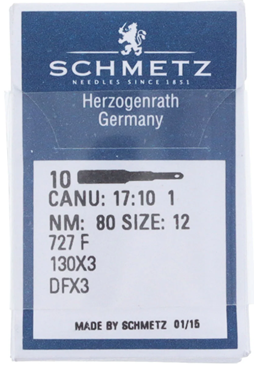 SCHMETZ
NEEDLES SINCE 1851
Herzogenrath
Germany
10
CANU: 17:10 1
NM: 80 SIZE: 12
727 F
130X3
DFX3
MADE BY SCHMETZ 01/15